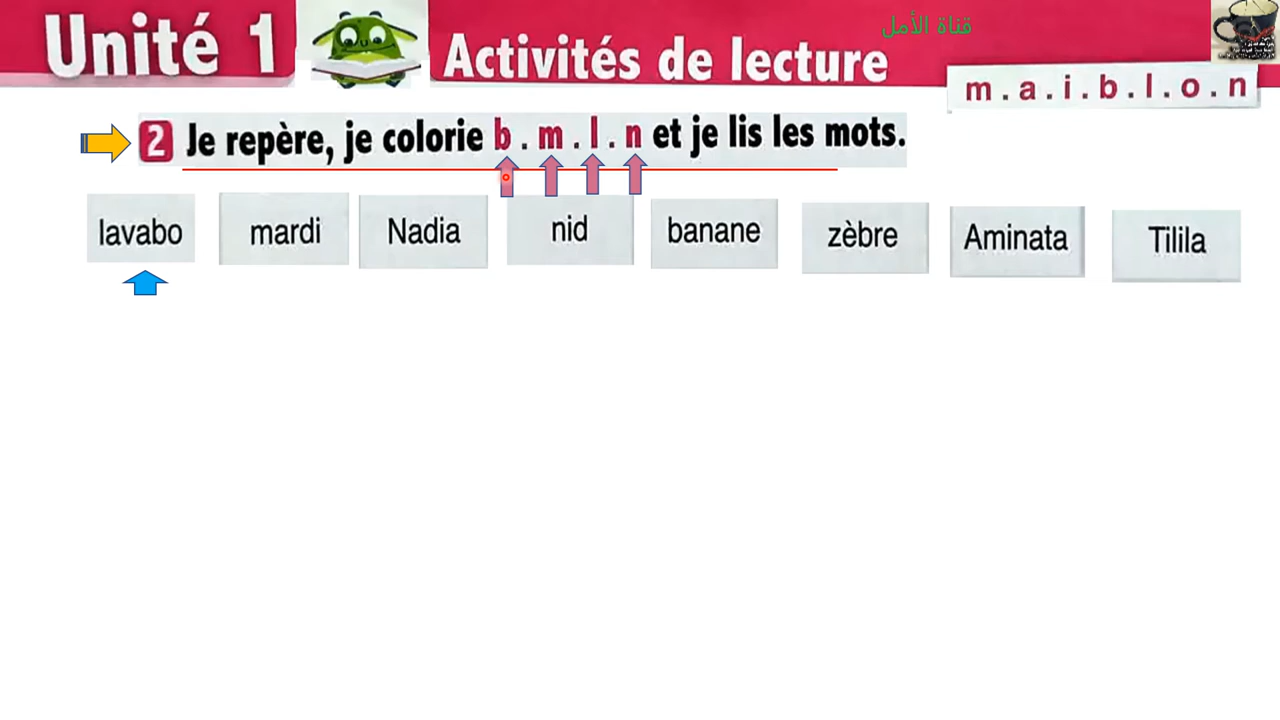 قناة الأمل
Unité 1
Activités de lecture
m . a . i . b . l . o . n
2 Je repère, je colorie b . m . l . n et je lis les mots.
lavabo mardi Nadia nid banane zèbre Aminata Tilila